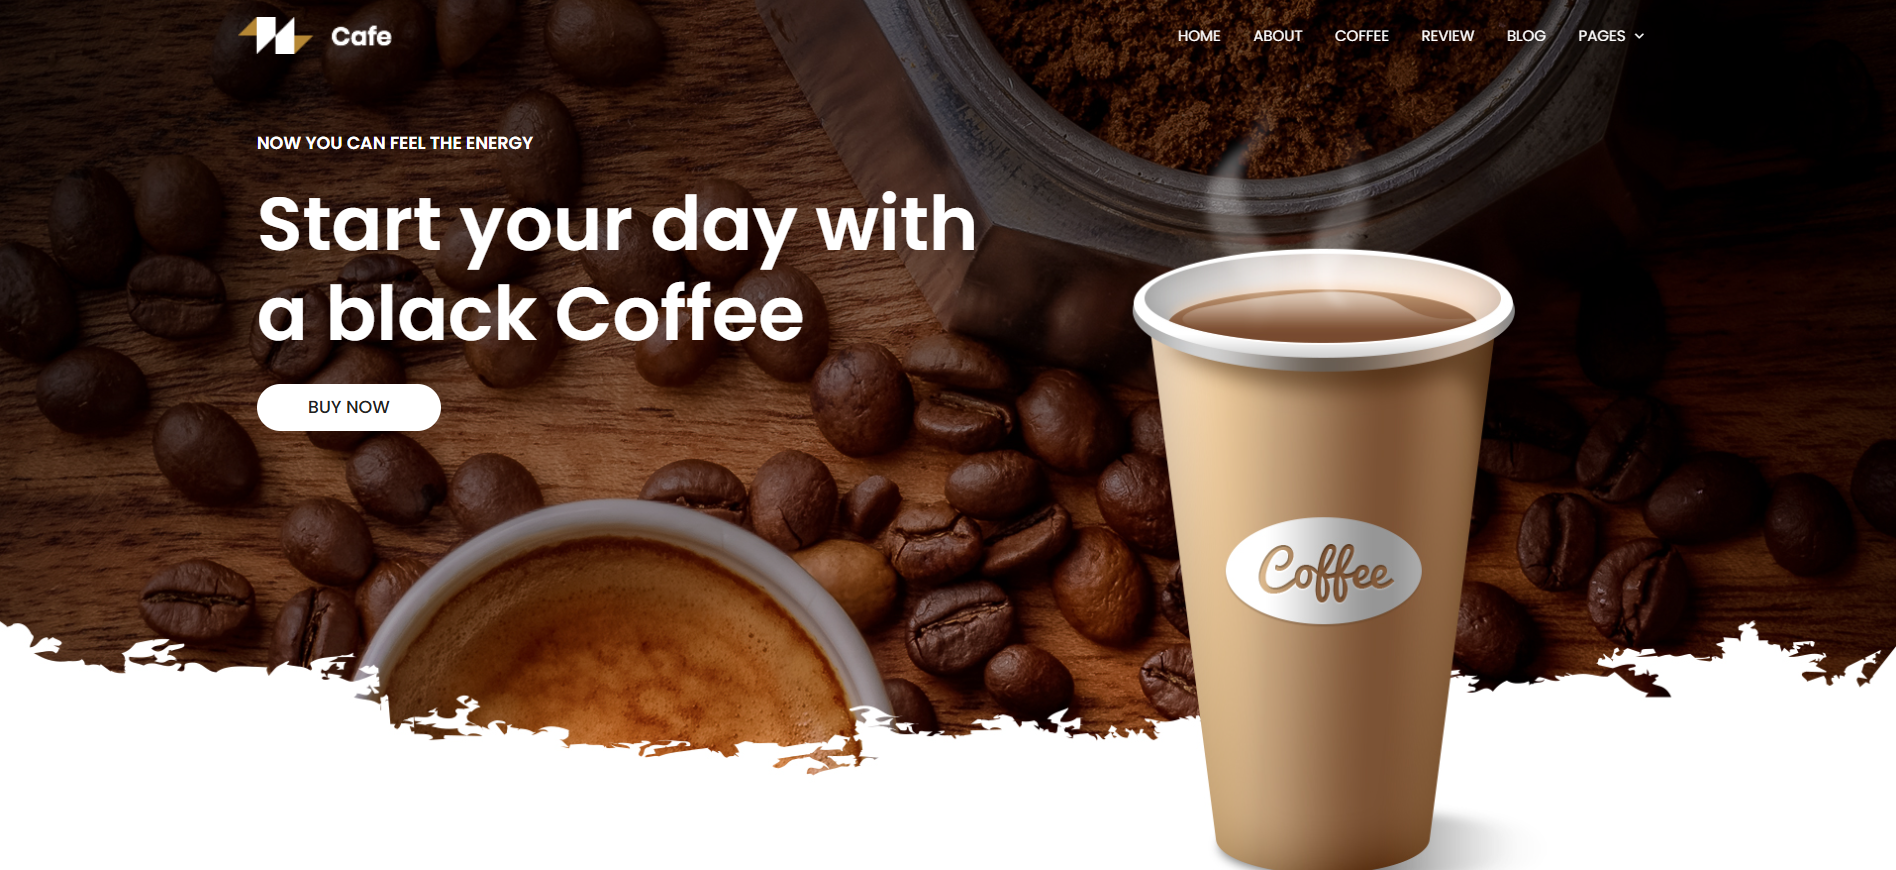 Cafe
HOME ABOUT COFFEE REVIEW BLOG PAGES
NOW YOU CAN FEEL THE ENERGY
Start your day with
a black Coffee
BUY NOW
Coffee